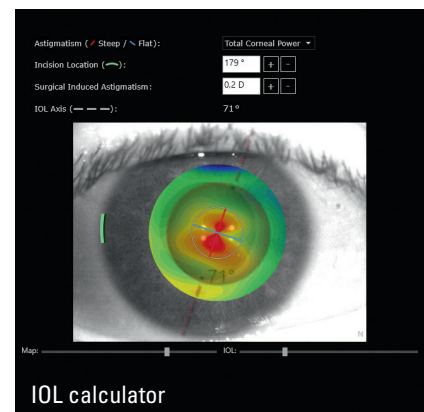 Astigmatism ( / Steep / \ Flat):
Total Corneal Power
Incision Location ( ):
179 °
+ -
Surgical Induced Astigmatism:
0,2 D
+ -
IOL Axis ( — — — ):
71°
71°
N
Map:
IOL:
IOL calculator